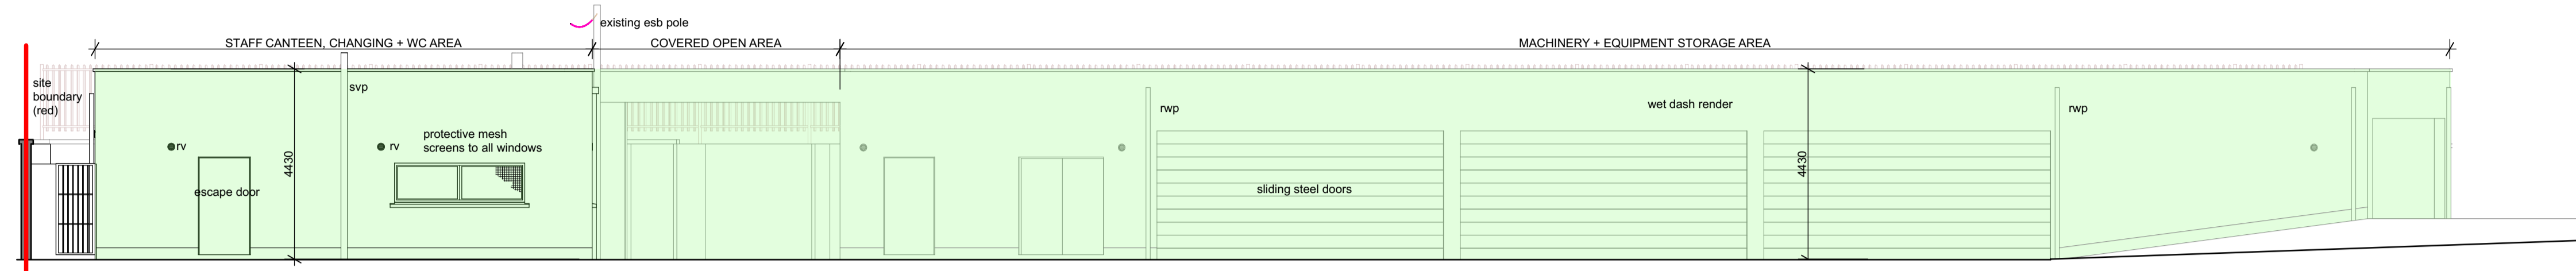 existing esb pole
STAFF CANTEEN, CHANGING + WC AREA
COVERED OPEN AREA
MACHINERY + EQUIPMENT STORAGE AREA
site
boundary
(red)
svp
rwp
wet dash render
rwp
protective mesh
screens to all windows
rv
rv
4430
4430
escape door
sliding steel doors